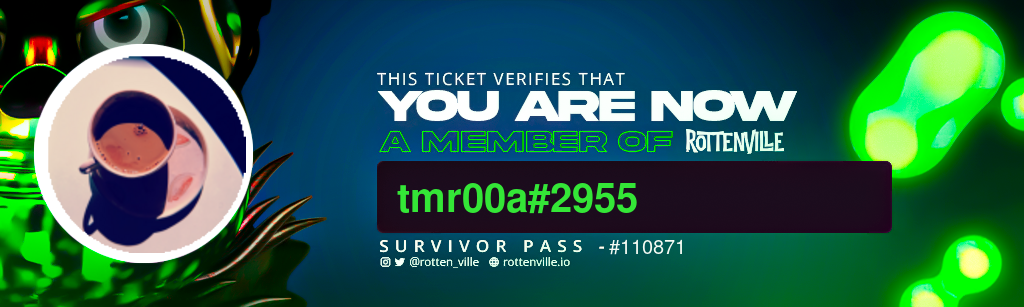 THIS TICKET VERIFIES THAT
YOU ARE NOW
A MEMBER OF ROTTENVILLE
tmr00a#2955
SURVIVOR PASS - #110871
@rotten_ville rottenville.io